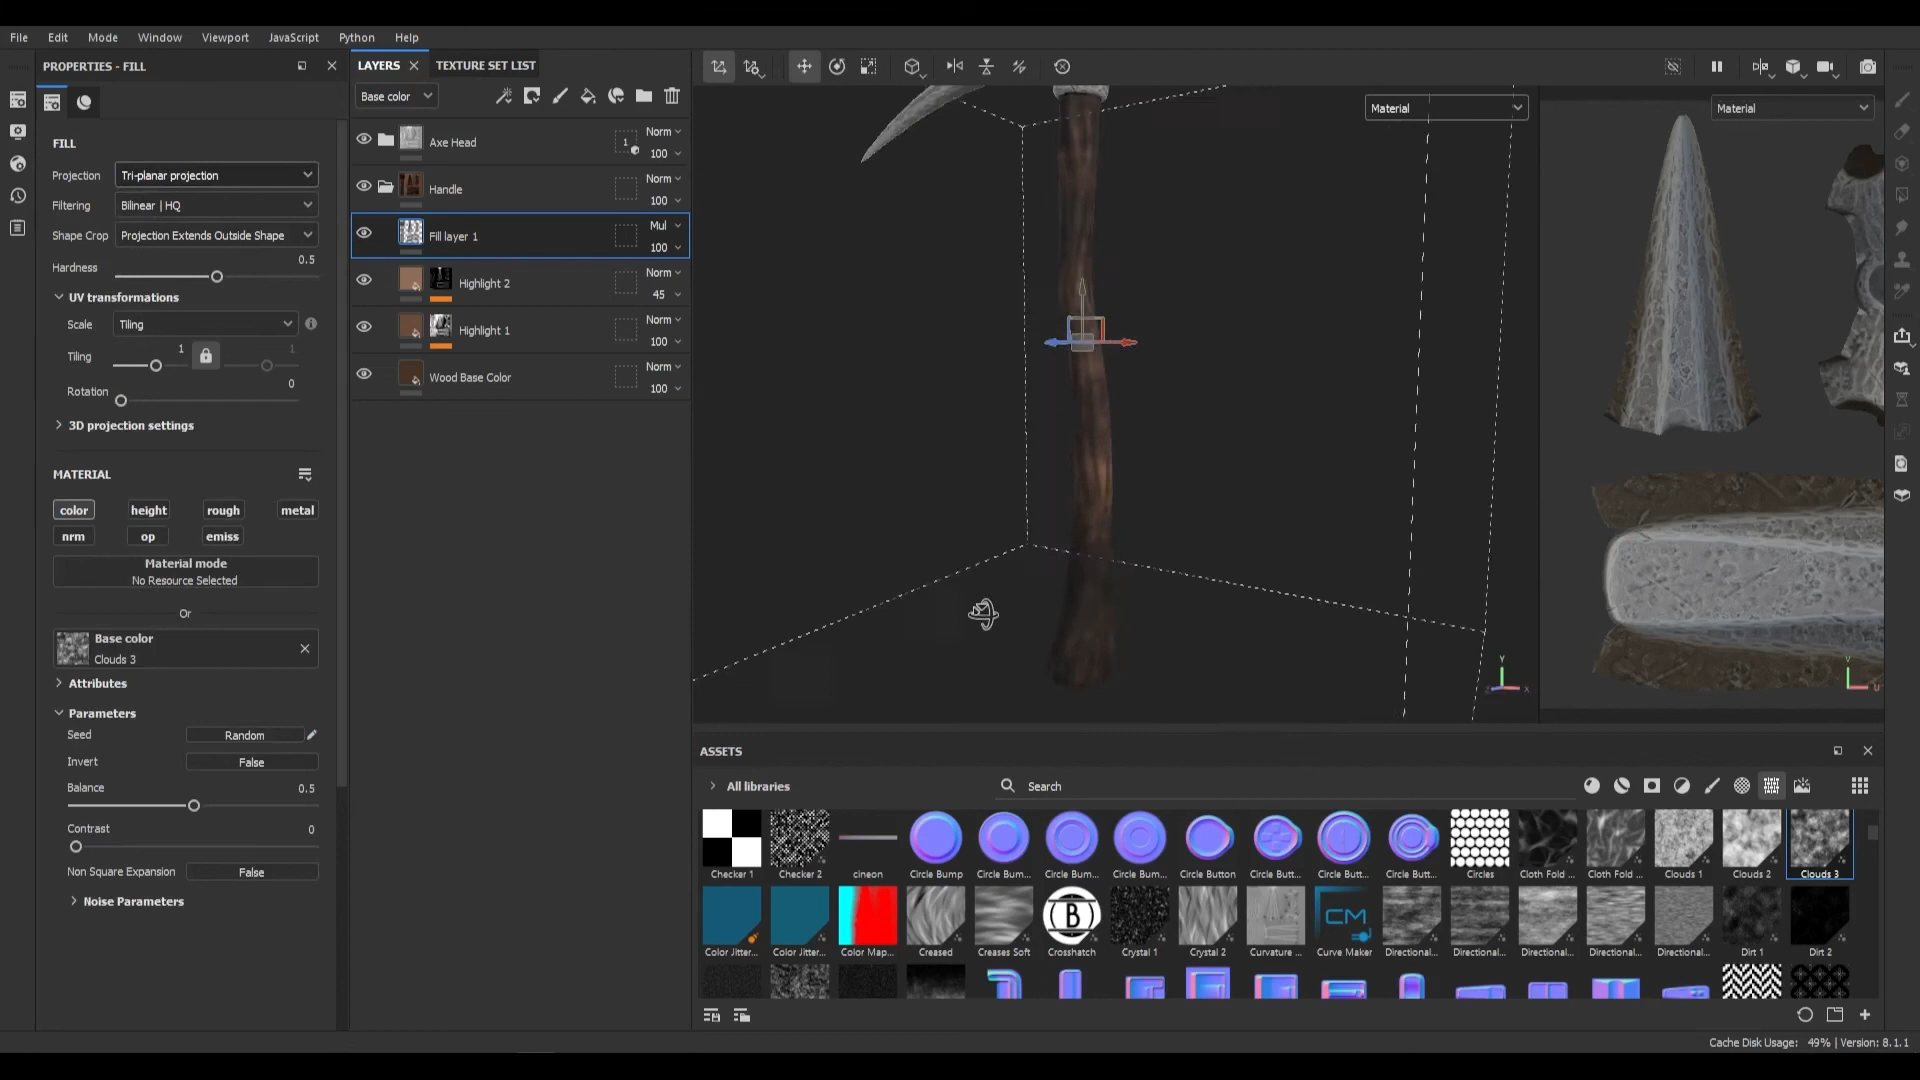 File Edit Mode Window Viewport JavaScript Python Help
PROPERTIES - FILL
LAYERS
TEXTURE SET LIST
Base color
FILL
Projection Tri-planar projection
Filtering Bilinear | HQ
Shape Crop Projection Extends Outside Shape
Hardness 0.5
UV transformations
Scale Tiling
Tiling 1 1
Rotation 0
3D projection settings
MATERIAL
color height rough metal
nrm op emiss
Material mode
No Resource Selected
Or
Base color
Clouds 3
Attributes
Parameters
Seed Random
Invert False
Balance 0.5
Contrast 0
Non Square Expansion False
Noise Parameters
Axe Head 1 Norm 100
Handle Norm 100
Fill layer 1 Mul 100
Highlight 2 Norm 45
Highlight 1 Norm 100
Wood Base Color Norm 100
Material
Material
Y
X
U
ASSETS
All libraries
Search
Checker 1 Checker 2 cineon Circle Bump Circle Bum... Circle Bum... Circle Bum... Circle Button Circle Butt... Circle Butt... Circle Butt... Circles Cloth Fold ... Cloth Fold ... Clouds 1 Clouds 2 Clouds 3
B
CM
Color Jitter... Color Jitter... Color Map... Creased Creases Soft Crosshatch Crystal 1 Crystal 2 Curvature ... Curve Maker Directional... Directional... Directional... Directional... Directional... Dirt 1 Dirt 2
Cache Disk Usage: 49% | Version: 8.1.1